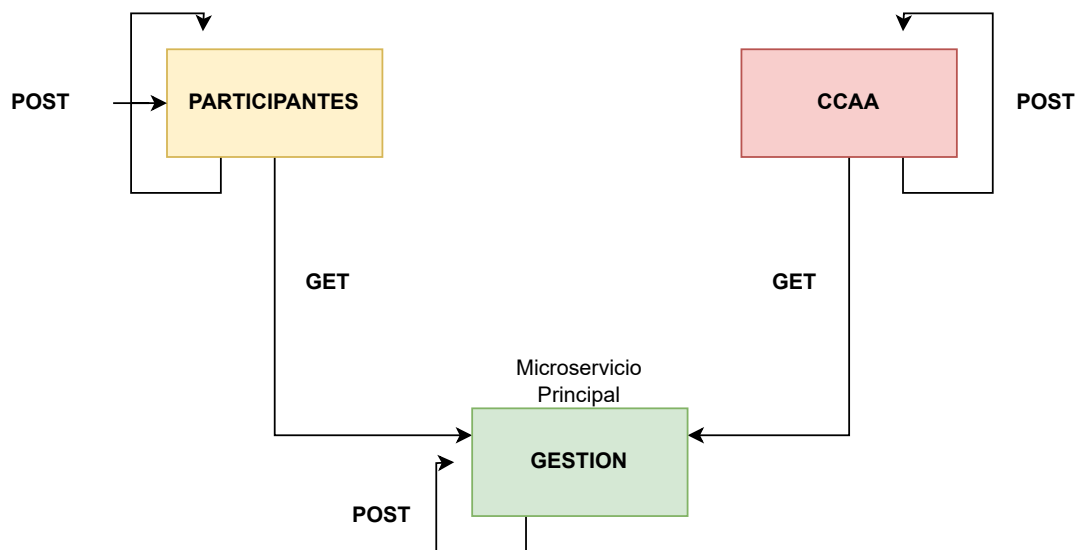 POST
PARTICIPANTES
CCAA
POST
GET
GET
Microservicio
Principal
GESTION
POST